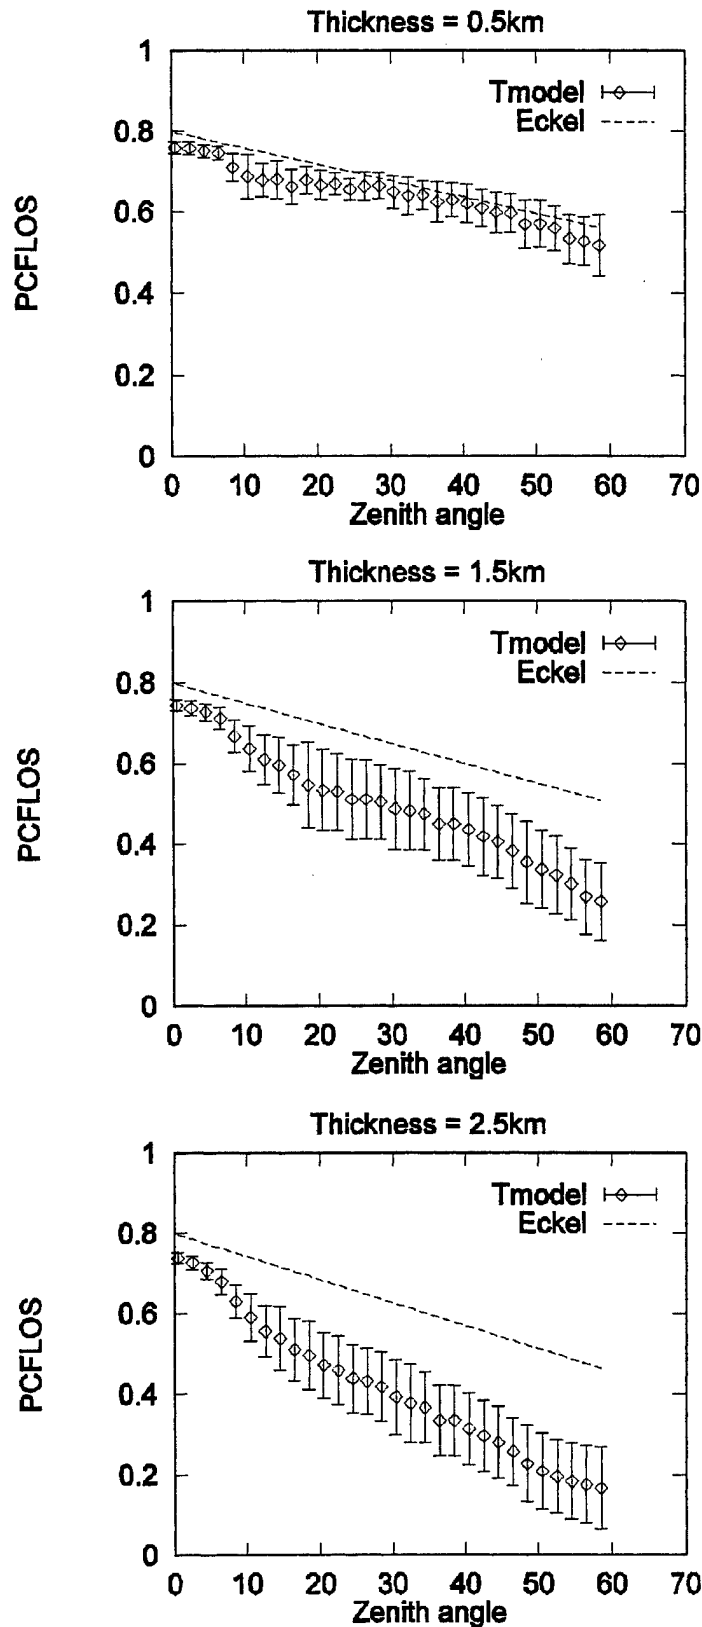 Thickness = 0.5km
1
Tmodel
Eckel
0.8
0.6
PCFLOS
0.4
0.2
0
0 10 20 30 40 50 60 70
Zenith angle
Thickness = 1.5km
1
Tmodel
Eckel
0.8
0.6
PCFLOS
0.4
0.2
0
0 10 20 30 40 50 60 70
Zenith angle
Thickness = 2.5km
1
Tmodel
Eckel
0.8
0.6
PCFLOS
0.4
0.2
0
0 10 20 30 40 50 60 70
Zenith angle